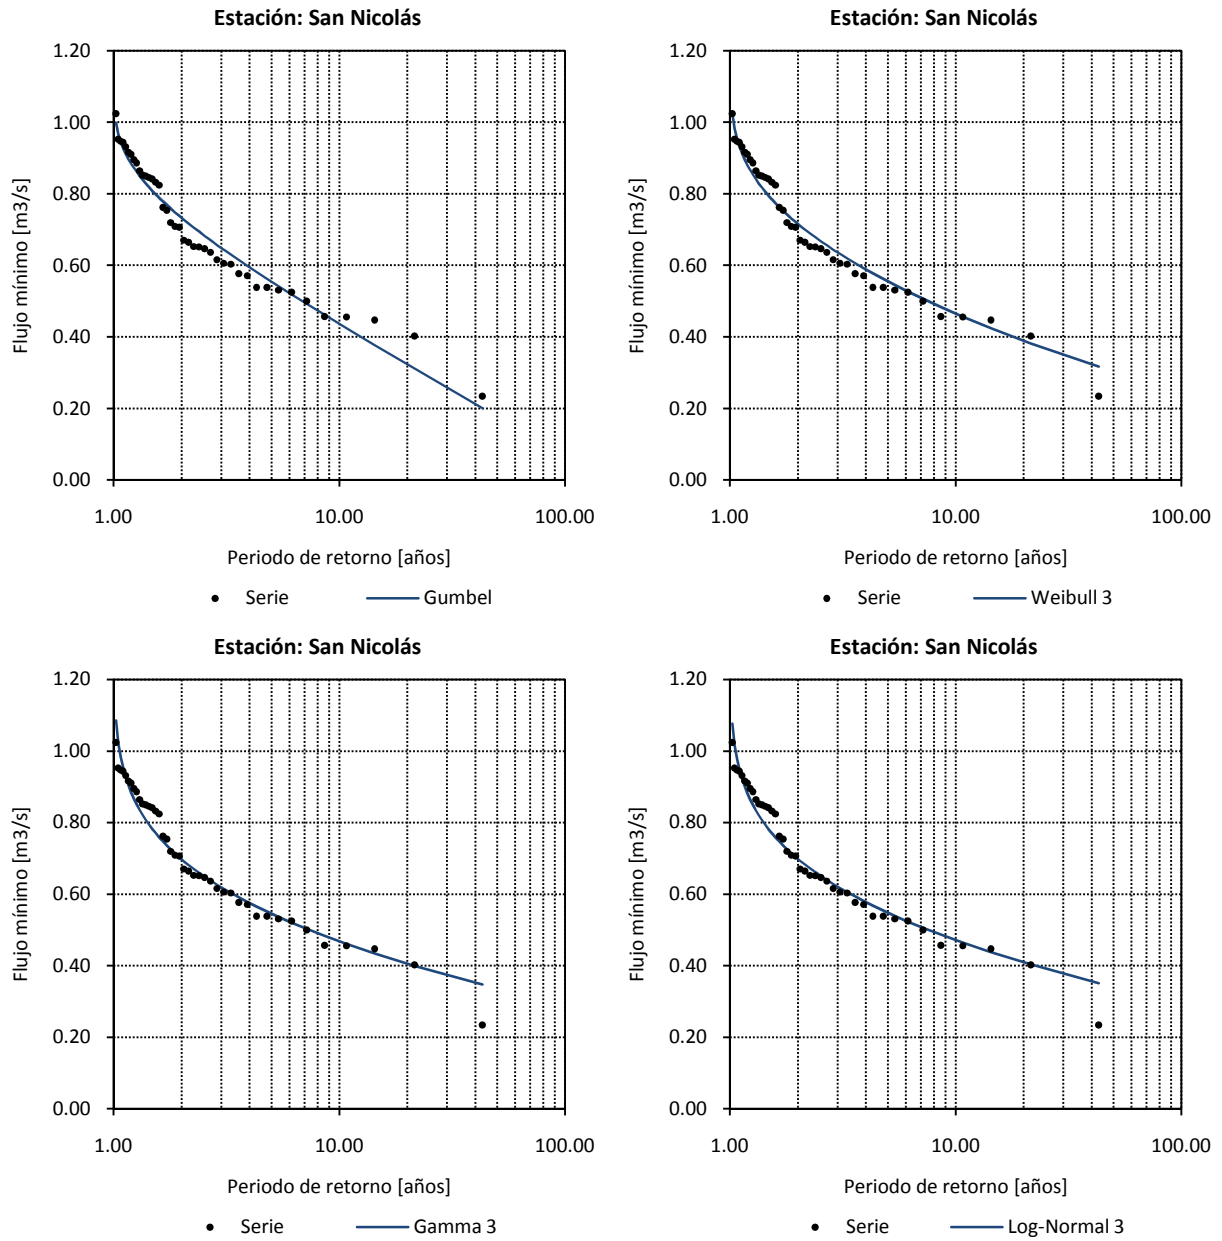 Estación: San Nicolás
1.20
1.00
0.80
0.60
0.40
0.20
0.00
Flujo mínimo [m3/s]
1.00 10.00 100.00
Periodo de retorno [años]
Serie Gumbel
Estación: San Nicolás
1.20
1.00
0.80
0.60
0.40
0.20
0.00
Flujo mínimo [m3/s]
1.00 10.00 100.00
Periodo de retorno [años]
Serie Weibull 3
Estación: San Nicolás
1.20
1.00
0.80
0.60
0.40
0.20
0.00
Flujo mínimo [m3/s]
1.00 10.00 100.00
Periodo de retorno [años]
Serie Gamma 3
Estación: San Nicolás
1.20
1.00
0.80
0.60
0.40
0.20
0.00
Flujo mínimo [m3/s]
1.00 10.00 100.00
Periodo de retorno [años]
Serie Log-Normal 3